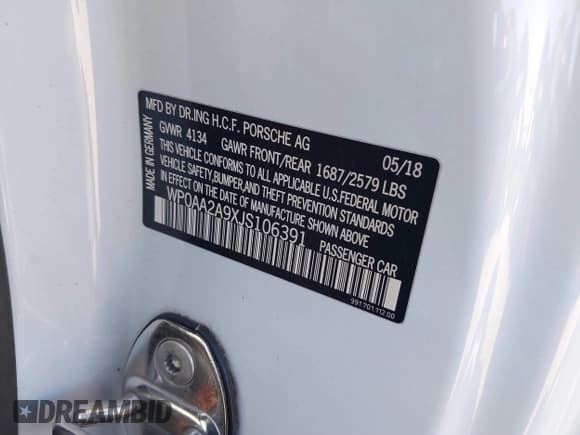 MFD BY DR.ING H.C.F. PORSCHE AG 05/18
MADE IN GERMANY
GVWR 4134 GAWR FRONT/REAR 1687/2579 LBS
THIS VEHICLE CONFORMS TO ALL APPLICABLE U.S.FEDERAL MOTOR
VEHICLE SAFETY,BUMPER,AND THEFT PREVENTION STANDARDS
IN EFFECT ON THE DATE OF MANUFACTURE SHOWN ABOVE
WP0AA2A9XJS106391 PASSENGER CAR
991.701.112.00
DREAMBID